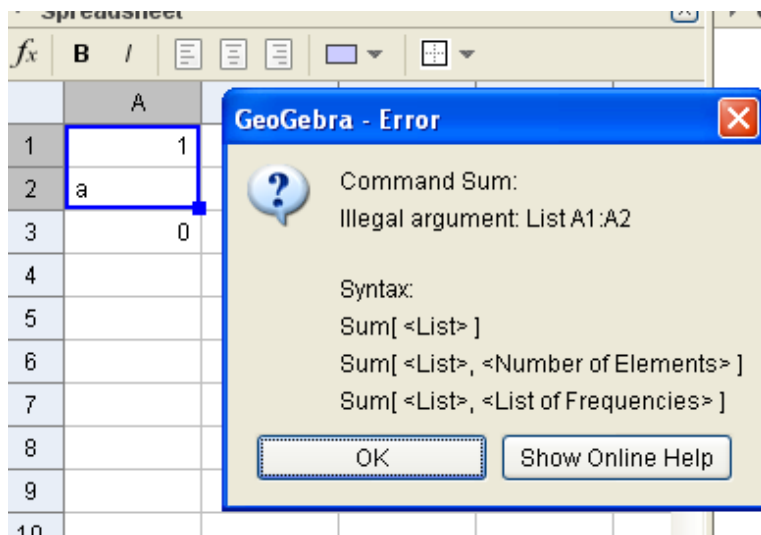 Spreadsheet
fx B I
A
GeoGebra - Error
1 1
2 a
3 0
4
5
6
7
8
9
10
Command Sum:
Illegal argument: List A1:A2
Syntax:
Sum[ <List> ]
Sum[ <List>, <Number of Elements> ]
Sum[ <List>, <List of Frequencies> ]
OK Show Online Help